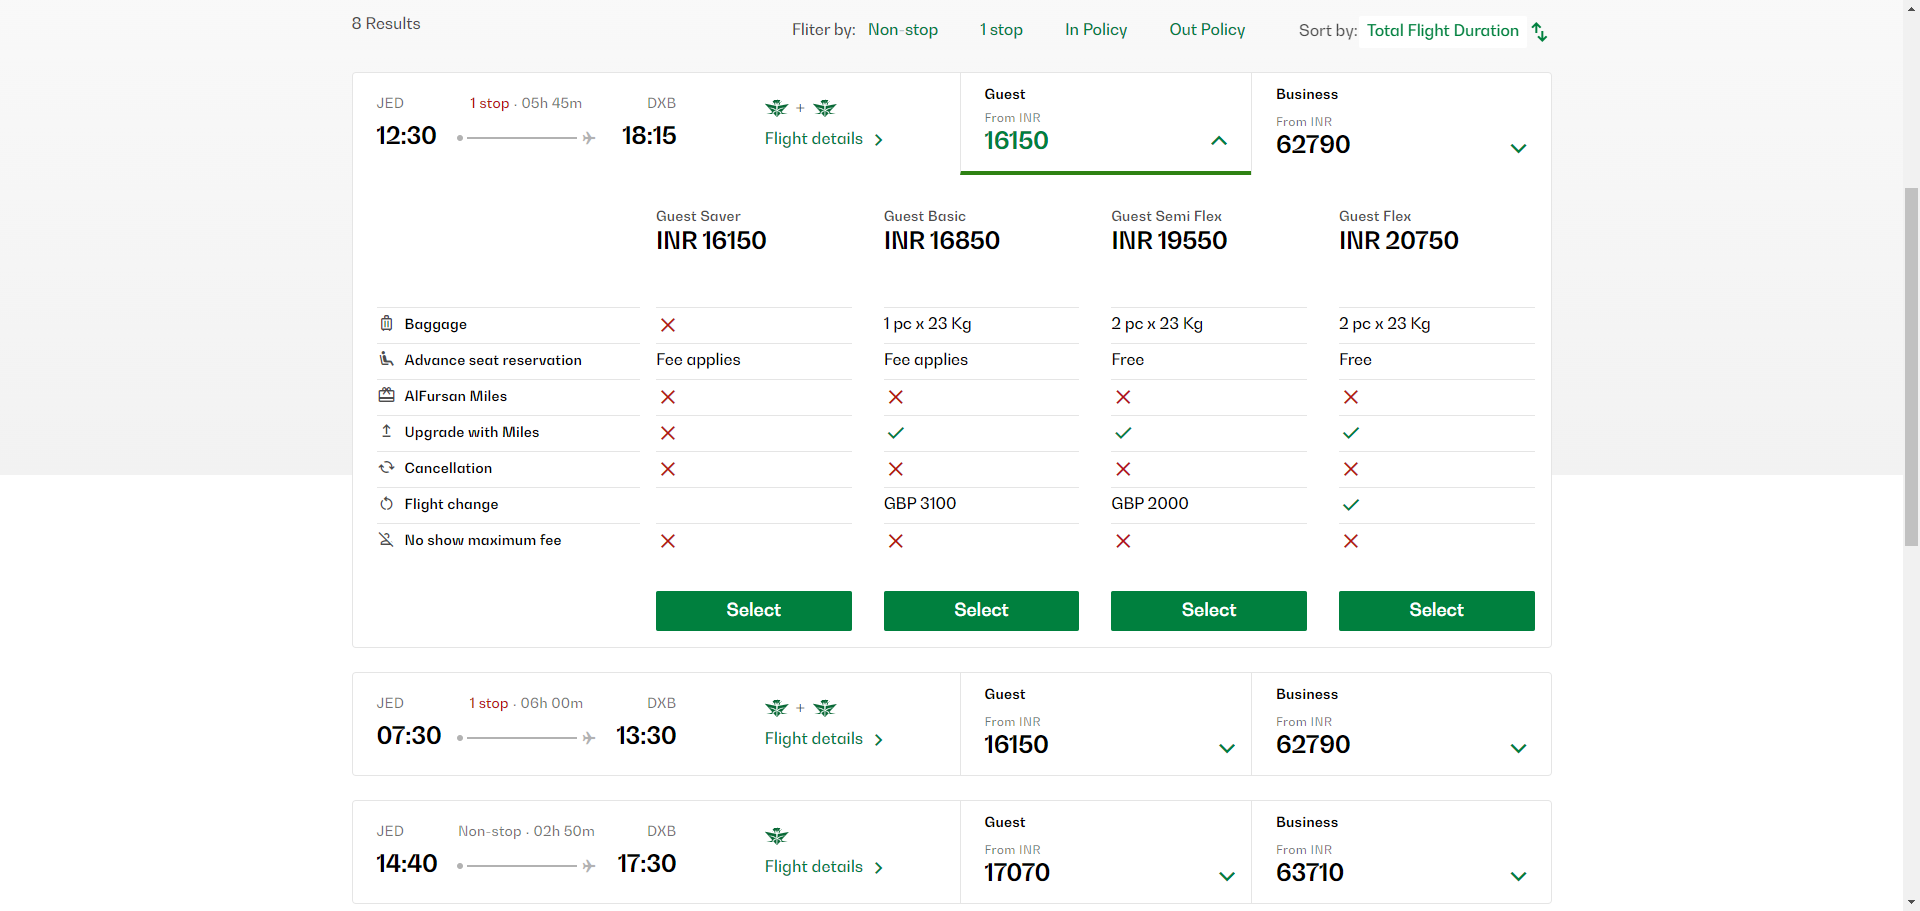 8 Results
Fliter by: Non-stop 1 stop In Policy Out Policy Sort by: Total Flight Duration
JED 1 stop · 05h 45m DXB
12:30 18:15
+
Flight details
Guest
From INR
16150
Business
From INR
62790
Guest Saver Guest Basic Guest Semi Flex Guest Flex
INR 16150 INR 16850 INR 19550 INR 20750
Baggage 1 pc x 23 Kg 2 pc x 23 Kg 2 pc x 23 Kg
Advance seat reservation Fee applies Fee applies Free Free
AlFursan Miles
Upgrade with Miles
Cancellation
Flight change GBP 3100 GBP 2000
No show maximum fee
Select Select Select Select
JED 1 stop · 06h 00m DXB
07:30 13:30
+
Flight details
Guest
From INR
16150
Business
From INR
62790
JED Non-stop · 02h 50m DXB
14:40 17:30
Flight details
Guest
From INR
17070
Business
From INR
63710